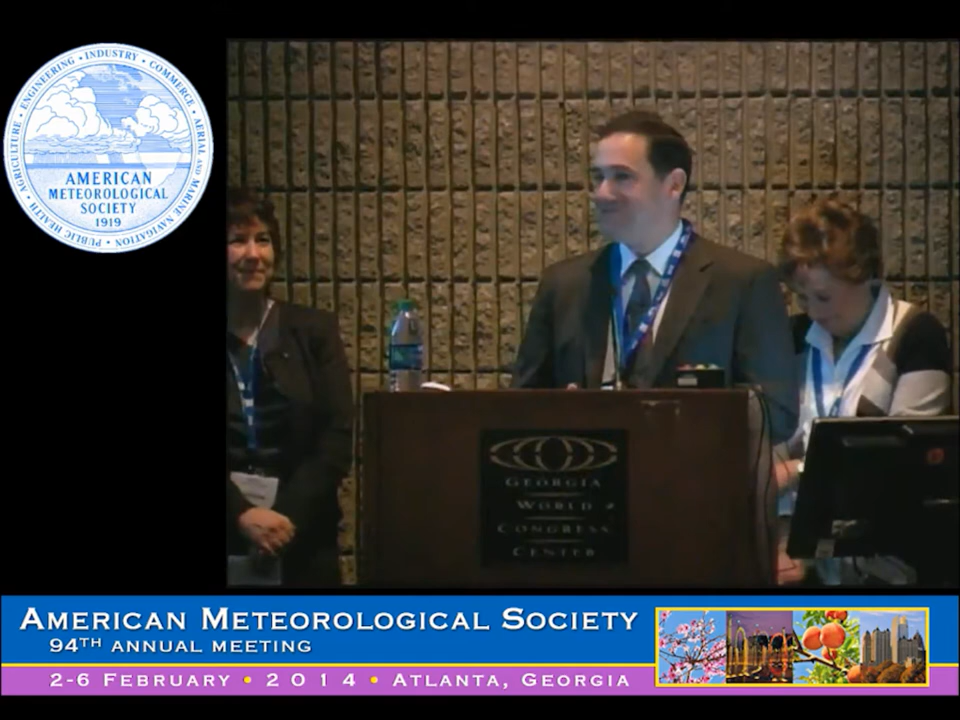 AGRICULTURE • ENGINEERING • INDUSTRY • COMMERCE • AERIAL AND MARINE NAVIGATION • PUBLIC HEALTH •
AMERICAN
METEOROLOGICAL
SOCIETY
1919
GEORGIA
WORLD
CONGRESS
CENTER
AMERICAN METEOROLOGICAL SOCIETY
94TH ANNUAL MEETING
2-6 FEBRUARY • 2014 • ATLANTA, GEORGIA